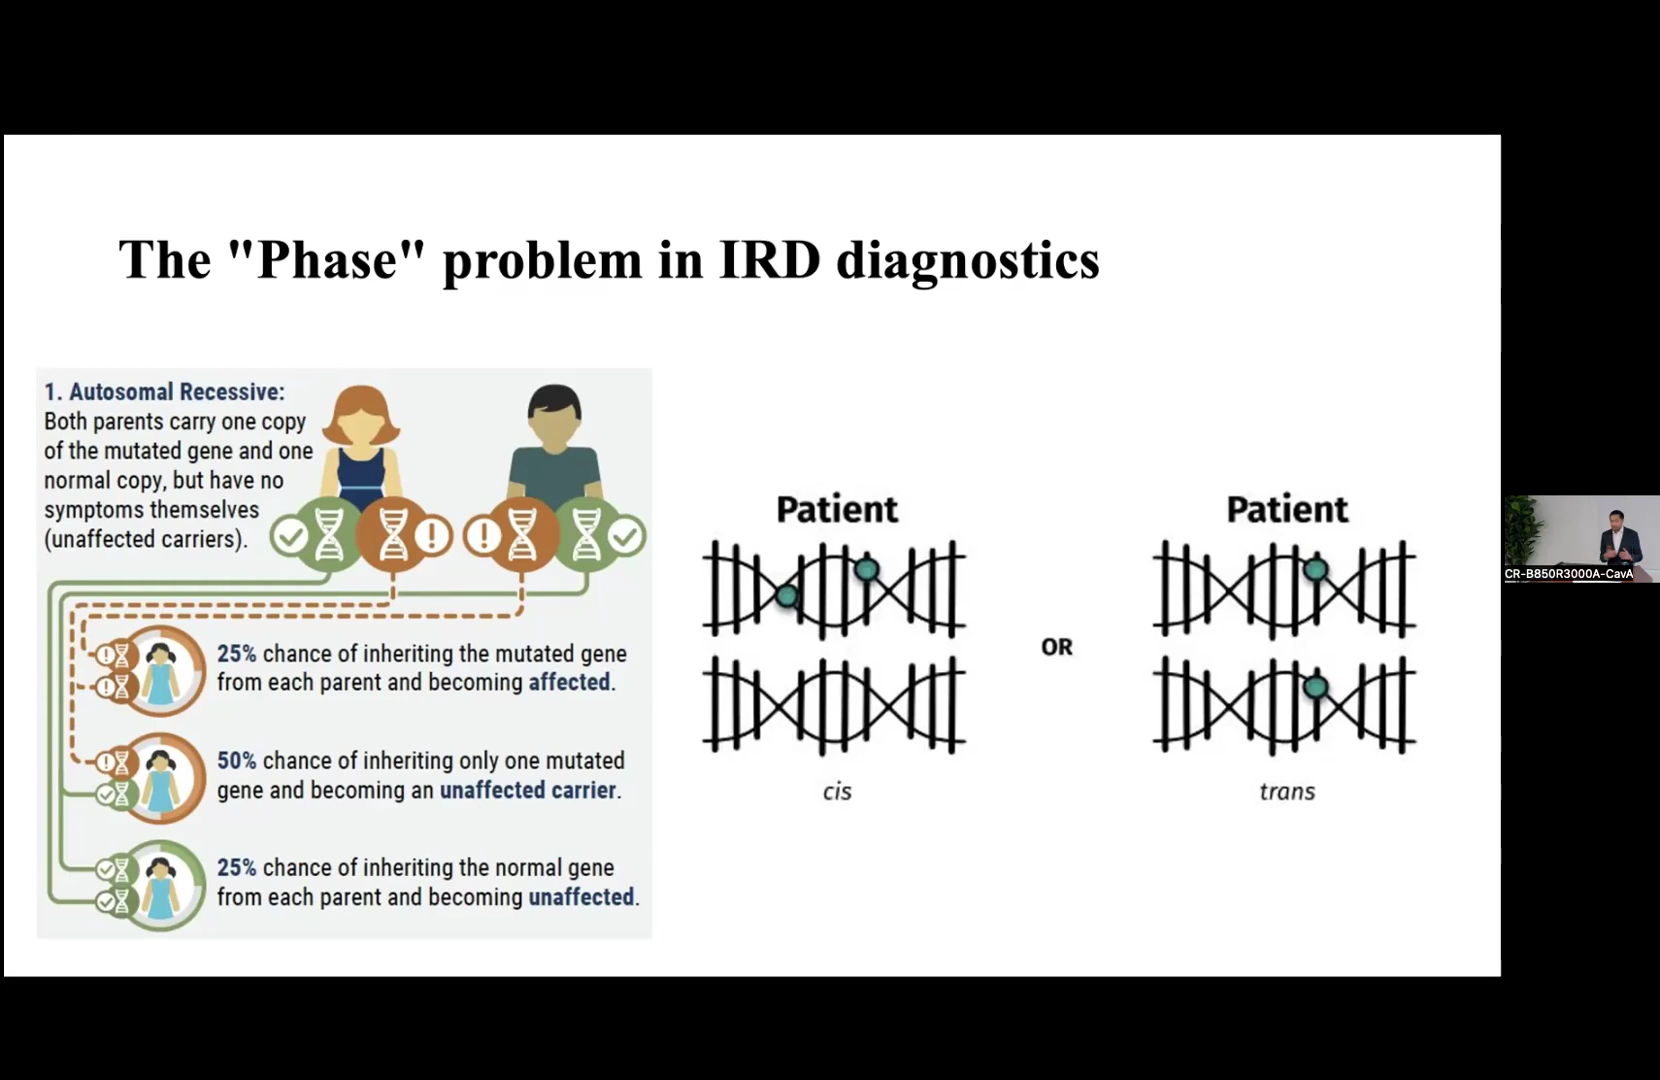 The "Phase" problem in IRD diagnostics
1. Autosomal Recessive:
Both parents carry one copy
of the mutated gene and one
normal copy, but have no
symptoms themselves
(unaffected carriers).
25% chance of inheriting the mutated gene
from each parent and becoming affected.
50% chance of inheriting only one mutated
gene and becoming an unaffected carrier.
25% chance of inheriting the normal gene
from each parent and becoming unaffected.
Patient
cis
OR
Patient
trans
CR-B850R3000A-CavA